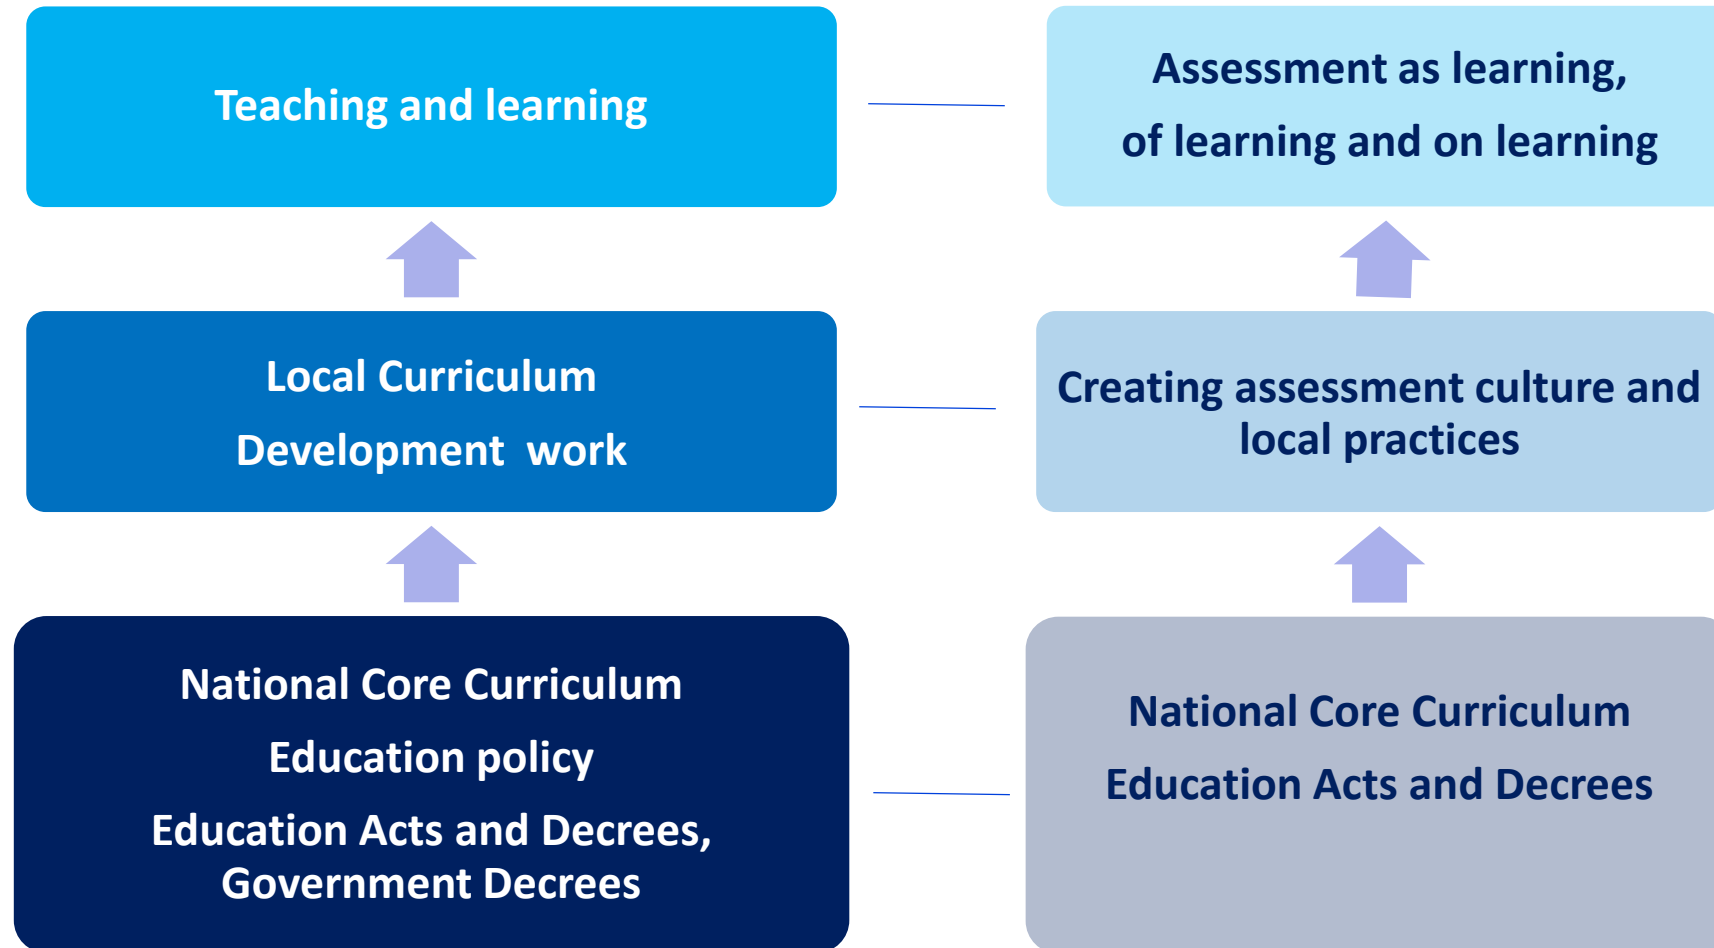 Teaching and learning
Assessment as learning,
of learning and on learning
Local Curriculum
Development  work
Creating assessment culture and
local practices
National Core Curriculum
Education policy
Education Acts and Decrees,
Government Decrees
National Core Curriculum
Education Acts and Decrees